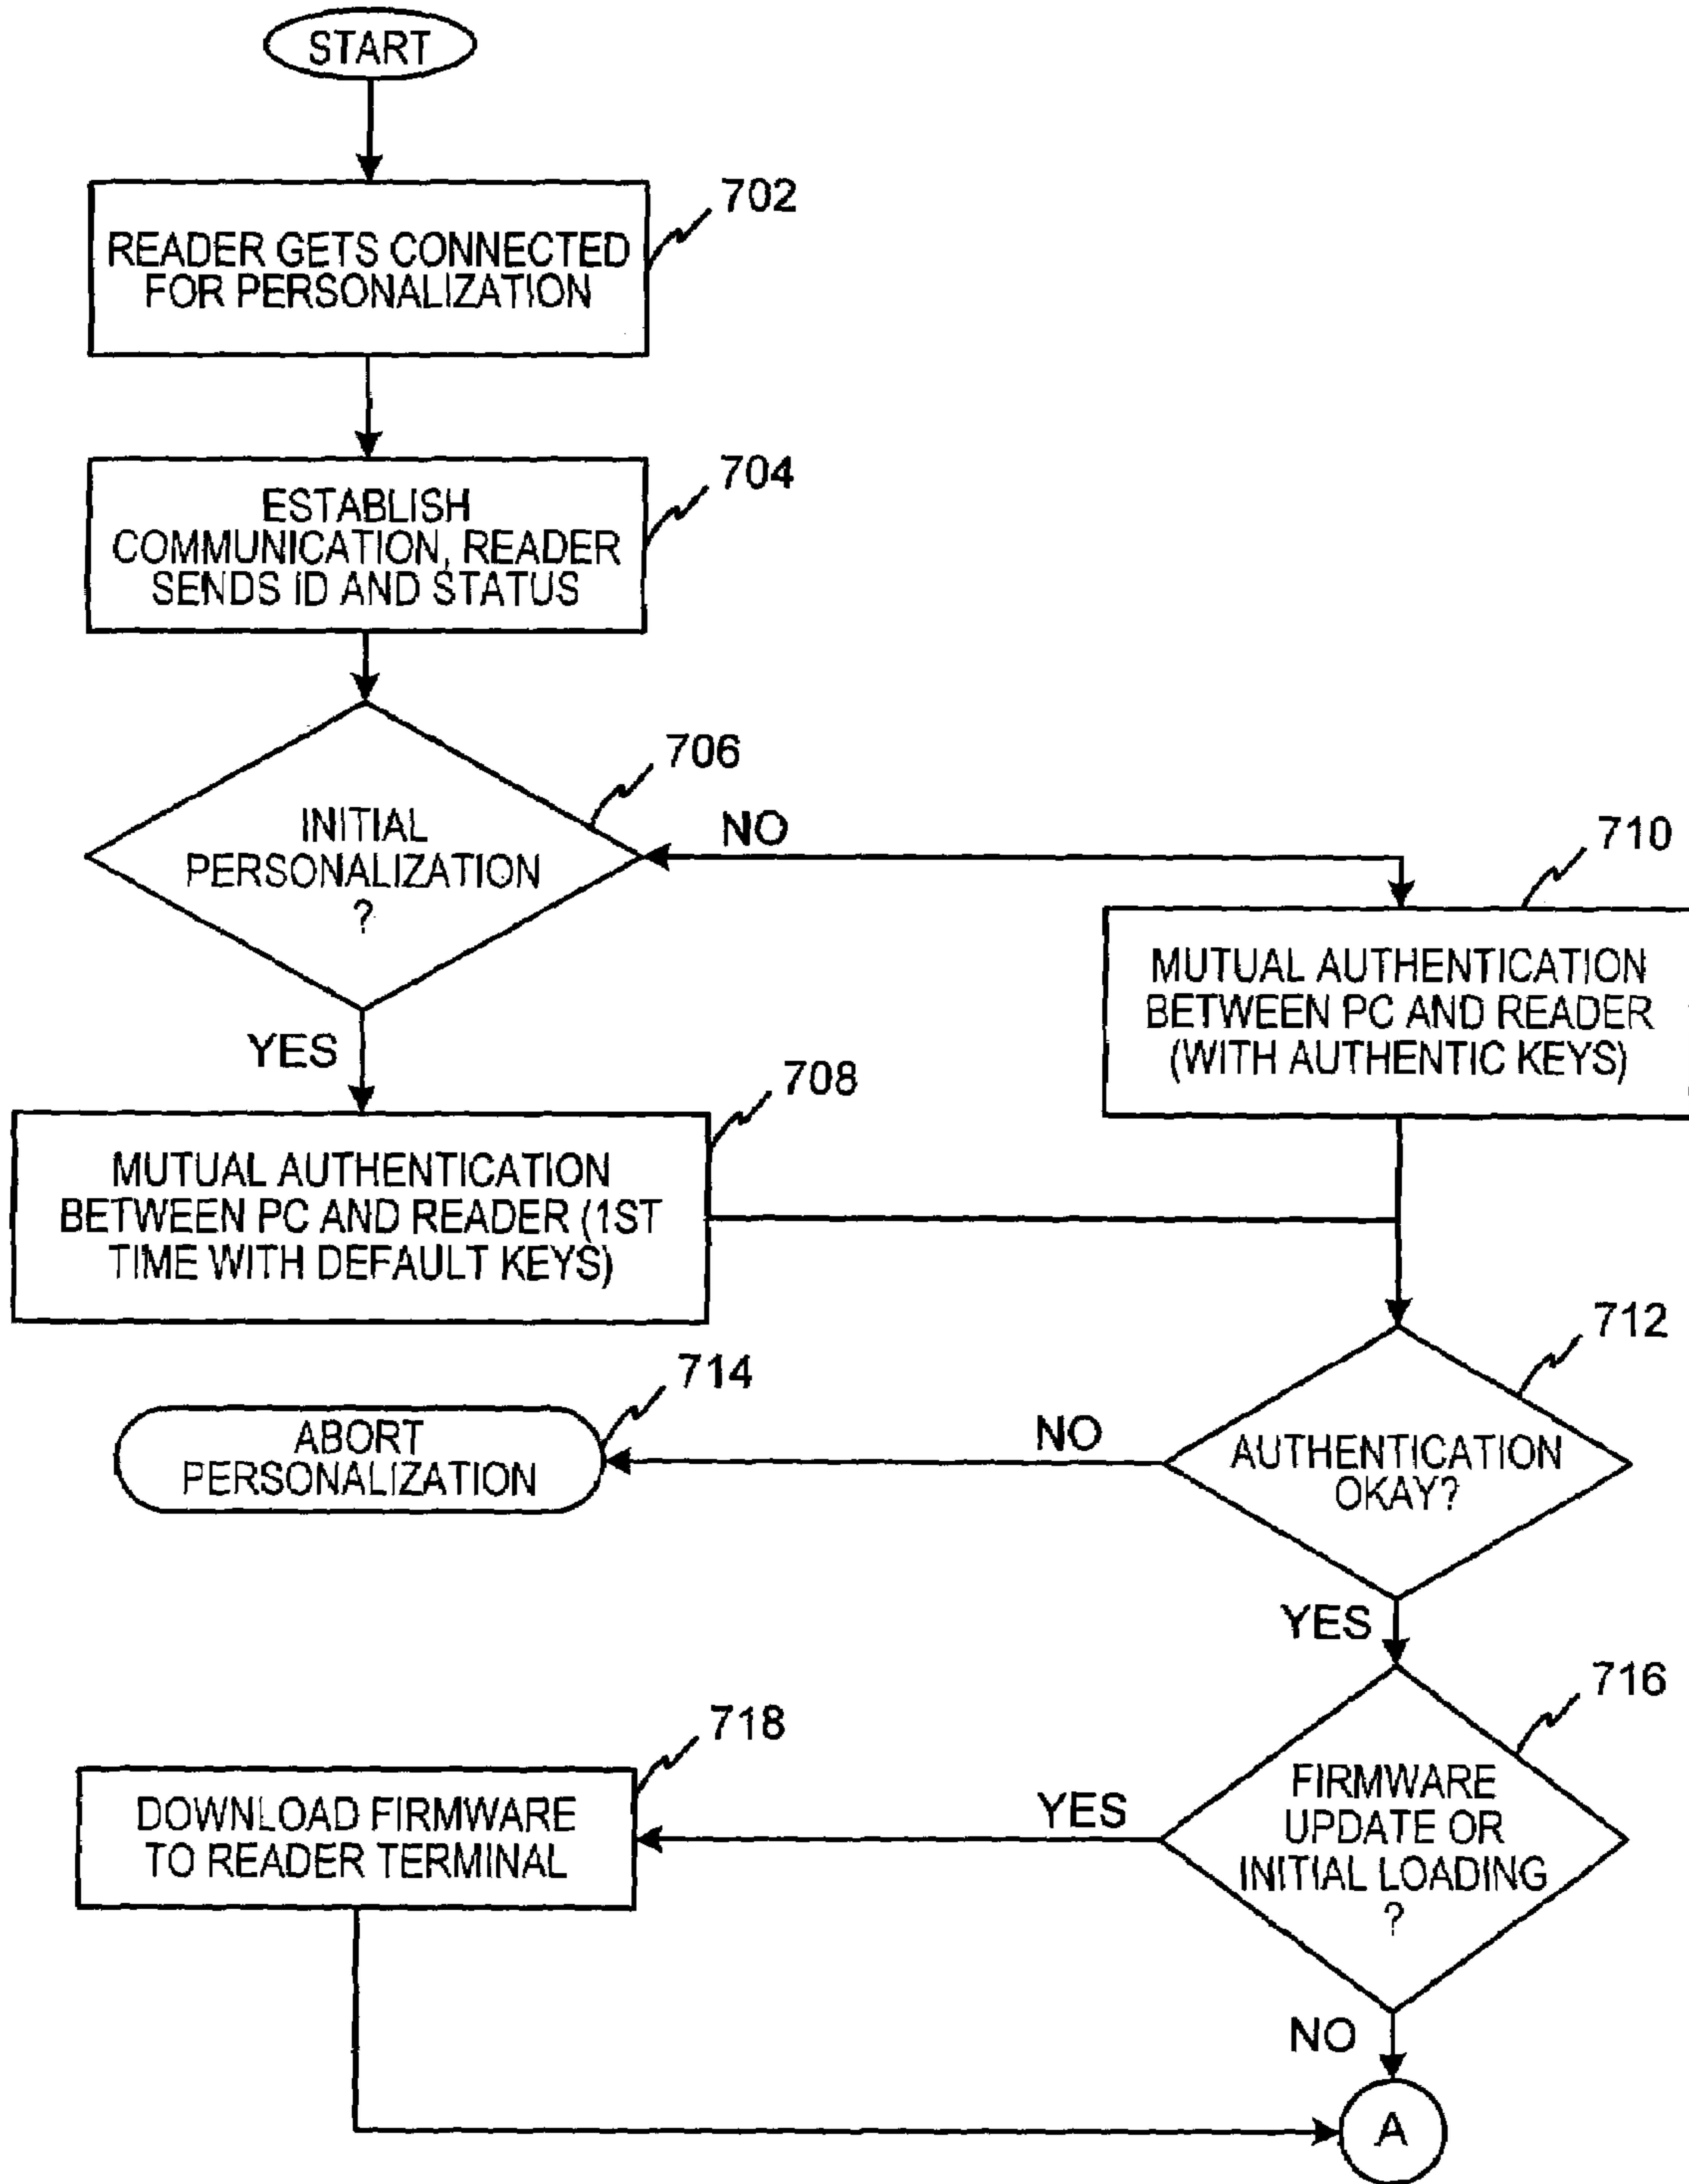 START
702
READER GETS CONNECTED
FOR PERSONALIZATION
704
ESTABLISH
COMMUNICATION, READER
SENDS ID AND STATUS
706
INITIAL
PERSONALIZATION
?
NO
710
MUTUAL AUTHENTICATION
BETWEEN PC AND READER
(WITH AUTHENTIC KEYS)
YES
708
MUTUAL AUTHENTICATION
BETWEEN PC AND READER (1ST
TIME WITH DEFAULT KEYS)
712
AUTHENTICATION
OKAY?
NO
714
ABORT
PERSONALIZATION
YES
716
FIRMWARE
UPDATE OR
INITIAL LOADING
?
YES
718
DOWNLOAD FIRMWARE
TO READER TERMINAL
NO
A